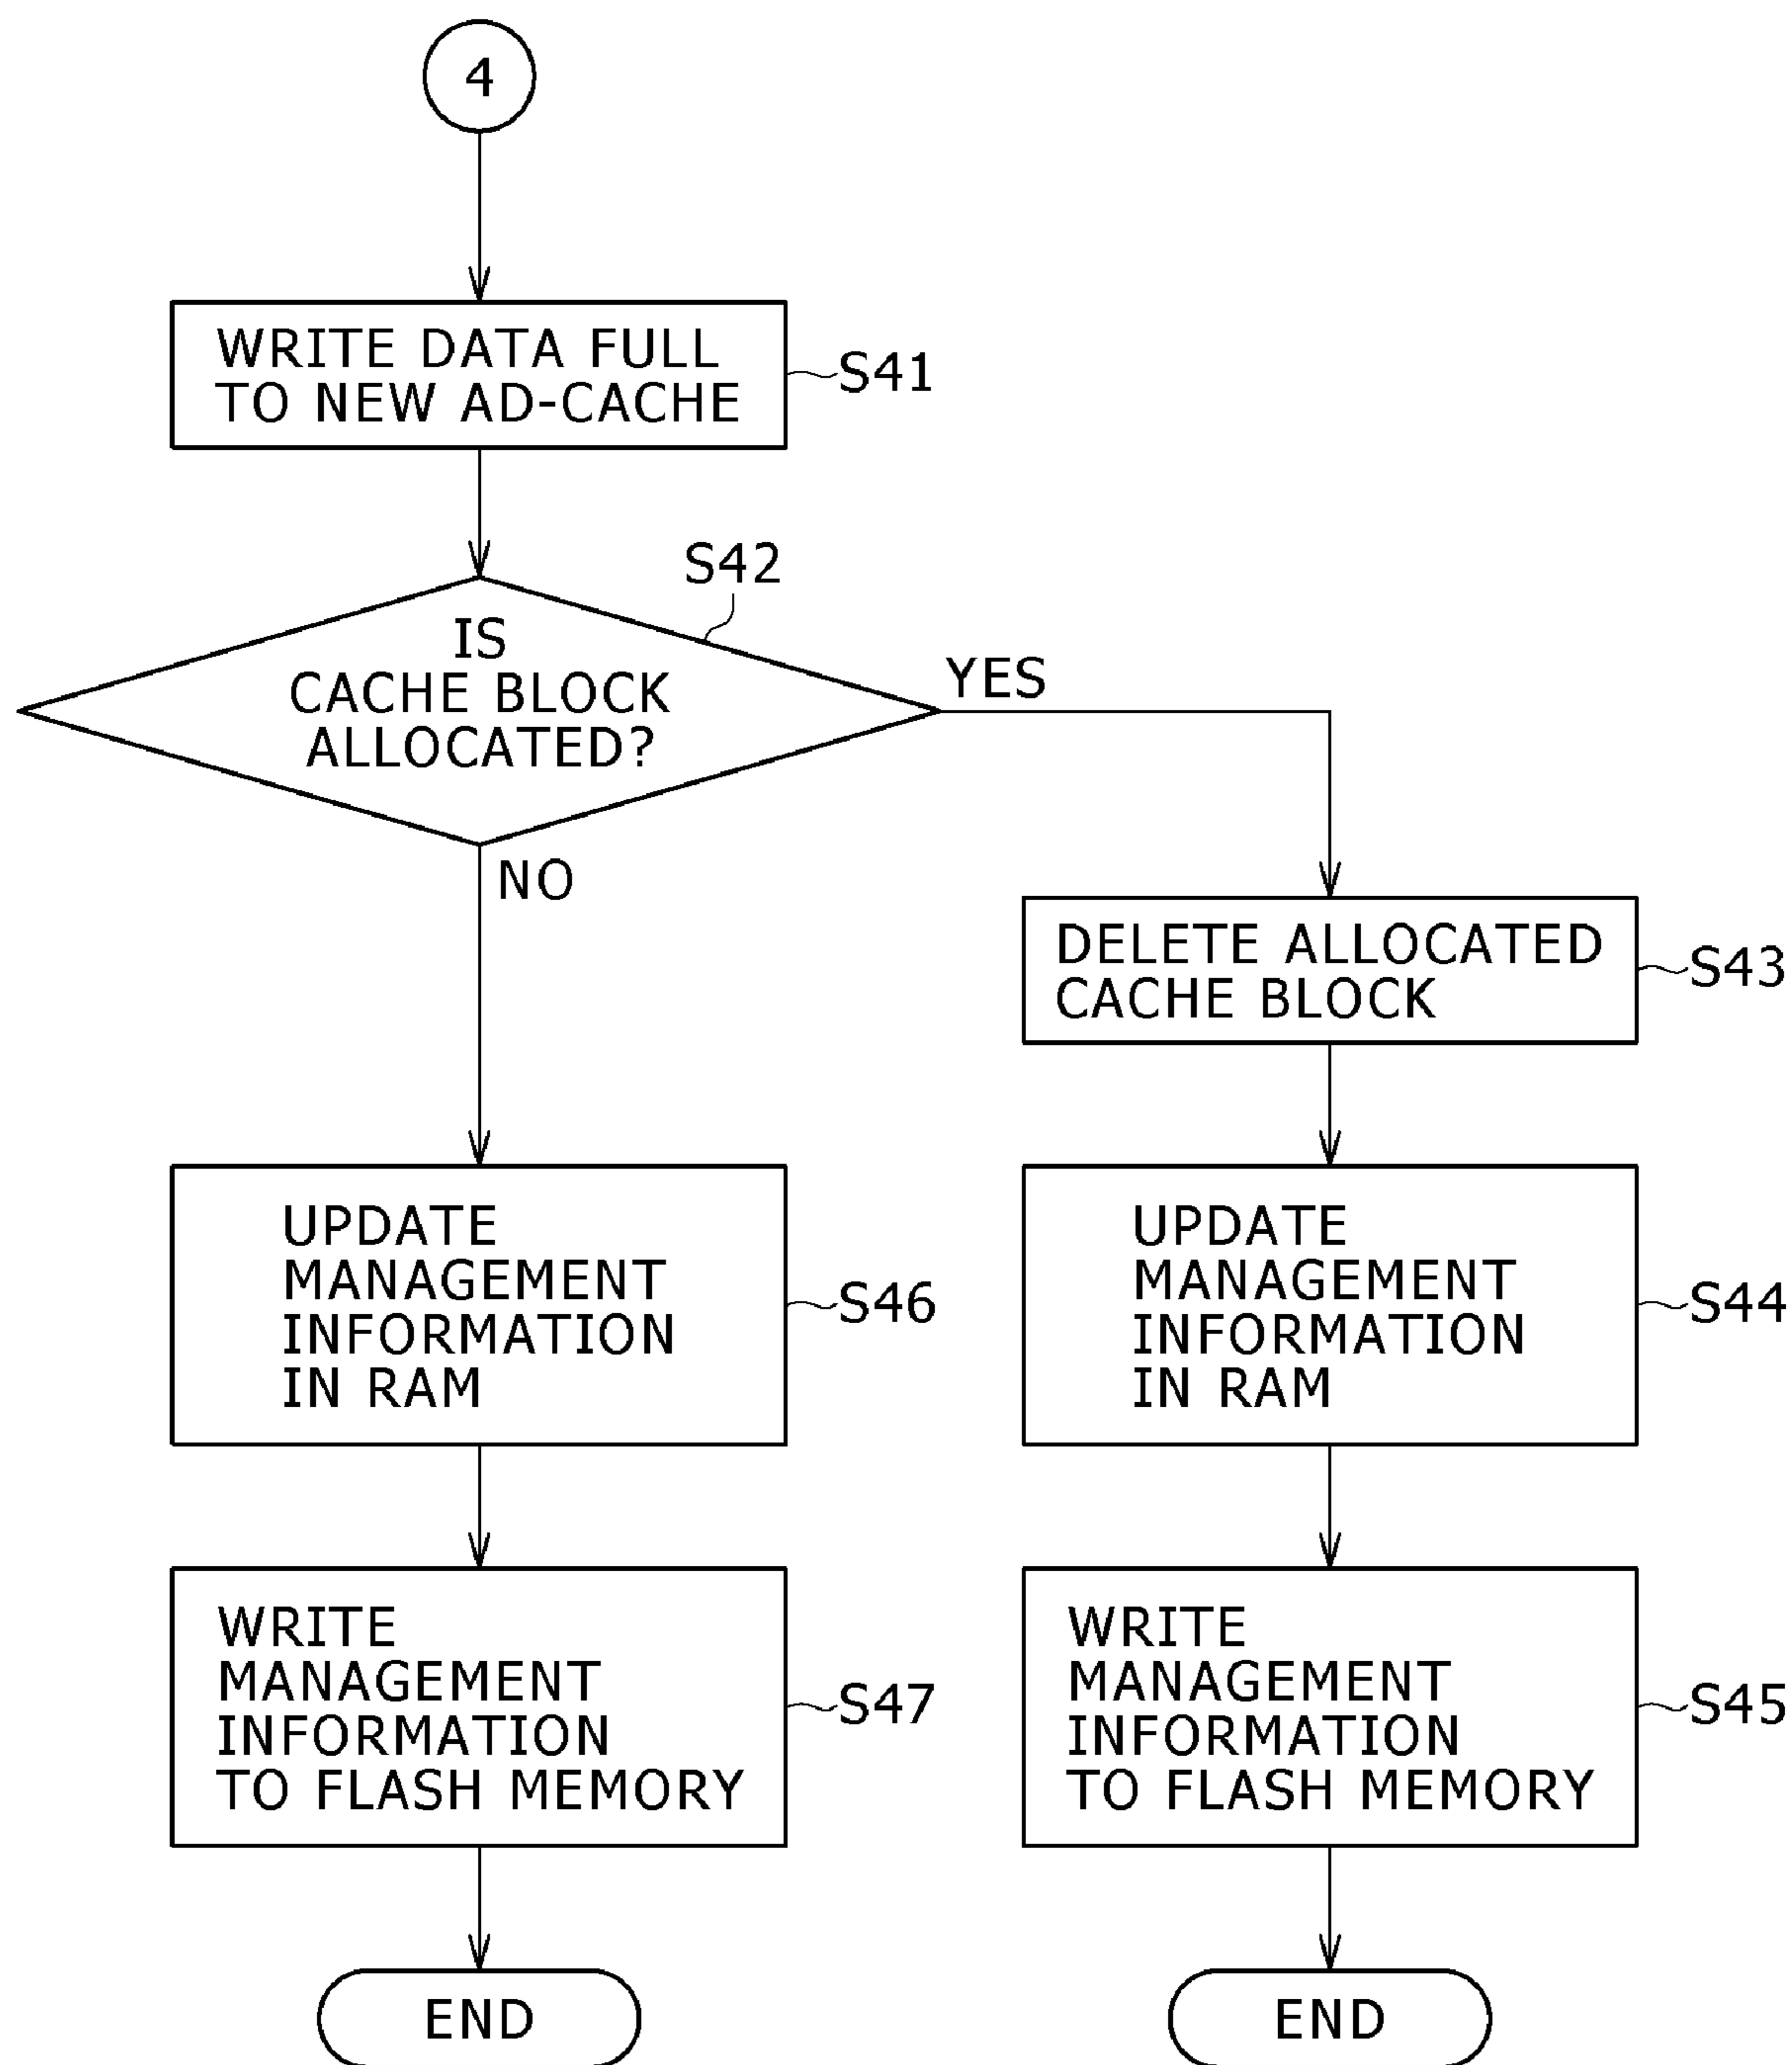 4
WRITE DATA FULL
TO NEW AD-CACHE
S41
S42
IS
CACHE BLOCK
ALLOCATED?
YES
NO
DELETE ALLOCATED
CACHE BLOCK
S43
UPDATE
MANAGEMENT
INFORMATION
IN RAM
S46
UPDATE
MANAGEMENT
INFORMATION
IN RAM
S44
WRITE
MANAGEMENT
INFORMATION
TO FLASH MEMORY
S47
WRITE
MANAGEMENT
INFORMATION
TO FLASH MEMORY
S45
END
END